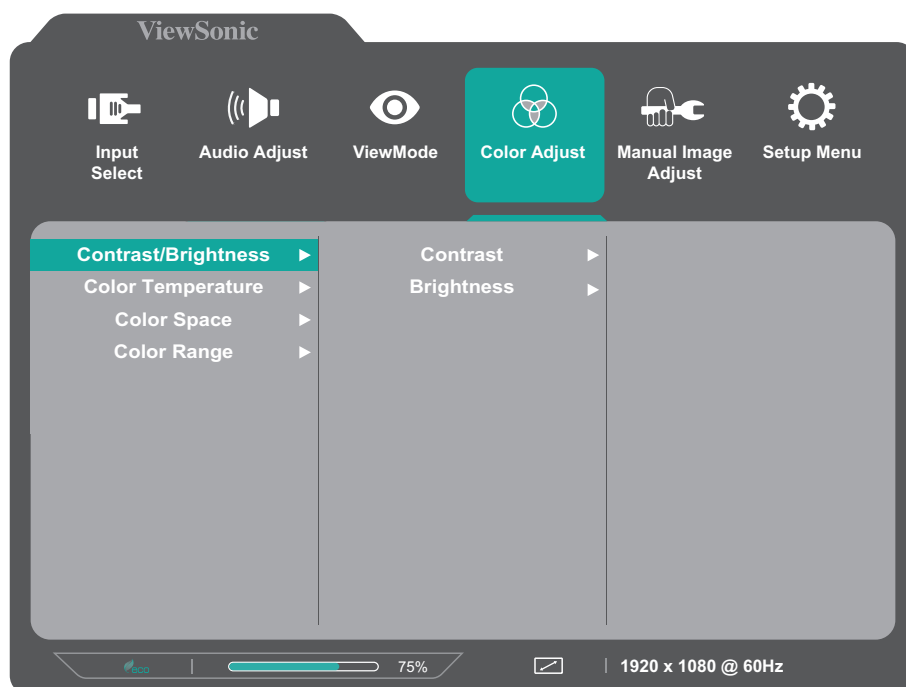 ViewSonic
Input
Select
Audio Adjust
ViewMode
Color Adjust
Manual Image
Adjust
Setup Menu
Contrast/Brightness
Color Temperature
Color Space
Color Range
Contrast
Brightness
eco
75%
1920 x 1080 @ 60Hz